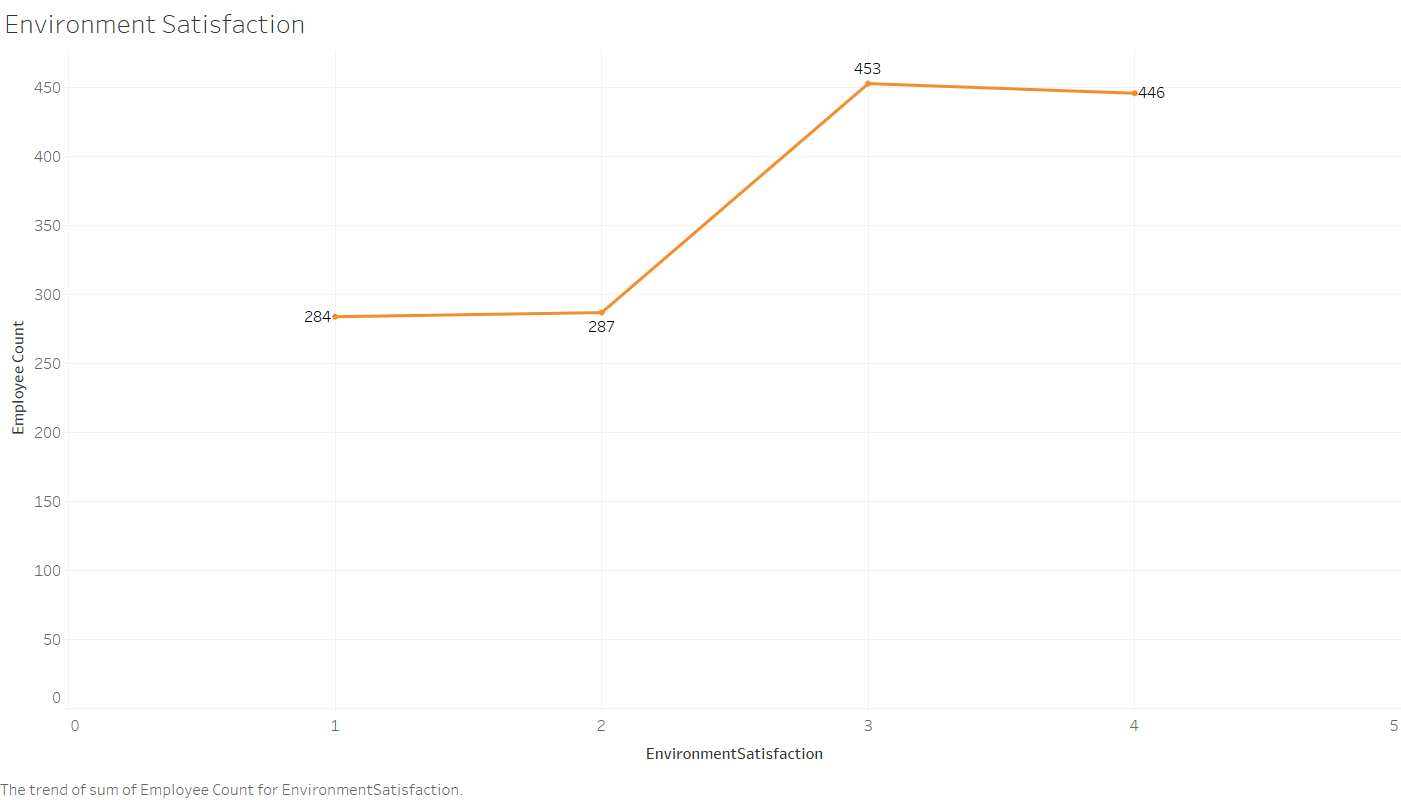 Environment Satisfaction
453
446
284
287
450
400
350
300
250
200
150
100
50
0
Employee Count
0 1 2 3 4 5
EnvironmentSatisfaction
The trend of sum of Employee Count for EnvironmentSatisfaction.